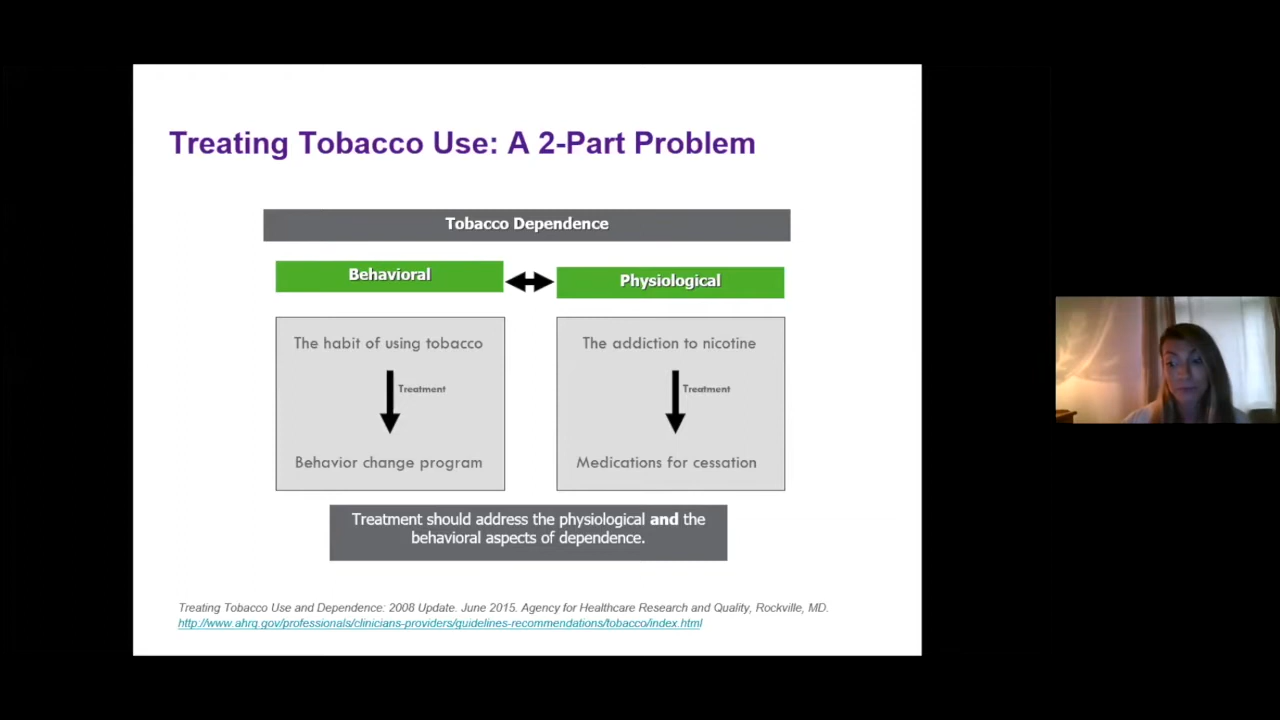 Treating Tobacco Use: A 2-Part Problem
Tobacco Dependence
Behavioral
Physiological
The habit of using tobacco
Treatment
Behavior change program
The addiction to nicotine
Treatment
Medications for cessation
Treatment should address the physiological and the
behavioral aspects of dependence.
Treating Tobacco Use and Dependence: 2008 Update. June 2015. Agency for Healthcare Research and Quality, Rockville, MD.
http://www.ahrq.gov/professionals/clinicians-providers/guidelines-recommendations/tobacco/index.html